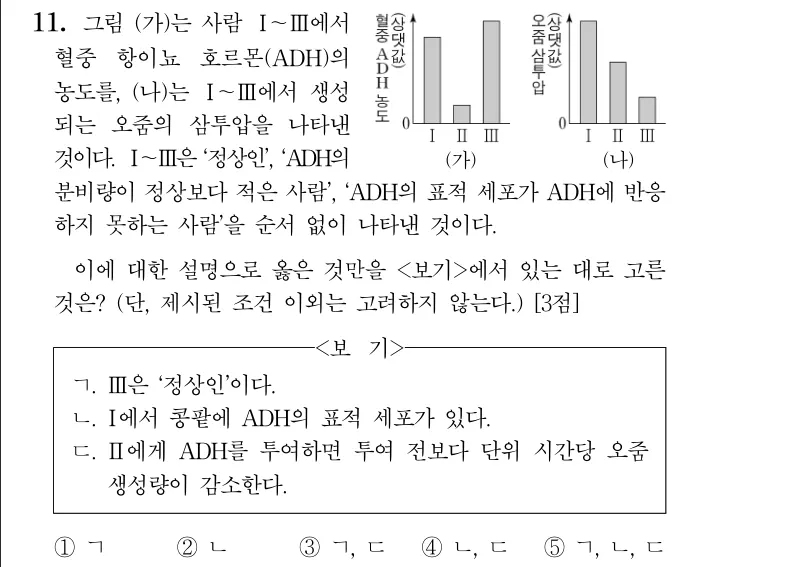 11. 그림 (가)는 사람 Ⅰ~Ⅲ에서
혈중 항이뇨 호르몬(ADH)의
농도를, (나)는 Ⅰ~Ⅲ에서 생성
되는 오줌의 삼투압을 나타낸
것이다. Ⅰ~Ⅲ은 ‘정상인’, ‘ADH의
분비량이 정상보다 적은 사람’, ‘ADH의 표적 세포가 ADH에 반응
하지 못하는 사람’을 순서 없이 나타낸 것이다.
혈중 ADH 농도
(상댓값)
0
Ⅰ Ⅱ Ⅲ
(가)
오줌 삼투압
(상댓값)
0
Ⅰ Ⅱ Ⅲ
(나)
이에 대한 설명으로 옳은 것만을 <보기>에서 있는 대로 고른
것은? (단, 제시된 조건 이외는 고려하지 않는다.) [3점]
<보 기>
ㄱ. Ⅲ은 ‘정상인’이다.
ㄴ. Ⅰ에서 콩팥에 ADH의 표적 세포가 있다.
ㄷ. Ⅱ에게 ADH를 투여하면 투여 전보다 단위 시간당 오줌
생성량이 감소한다.
① ㄱ ② ㄴ ③ ㄱ, ㄷ ④ ㄴ, ㄷ ⑤ ㄱ, ㄴ, ㄷ